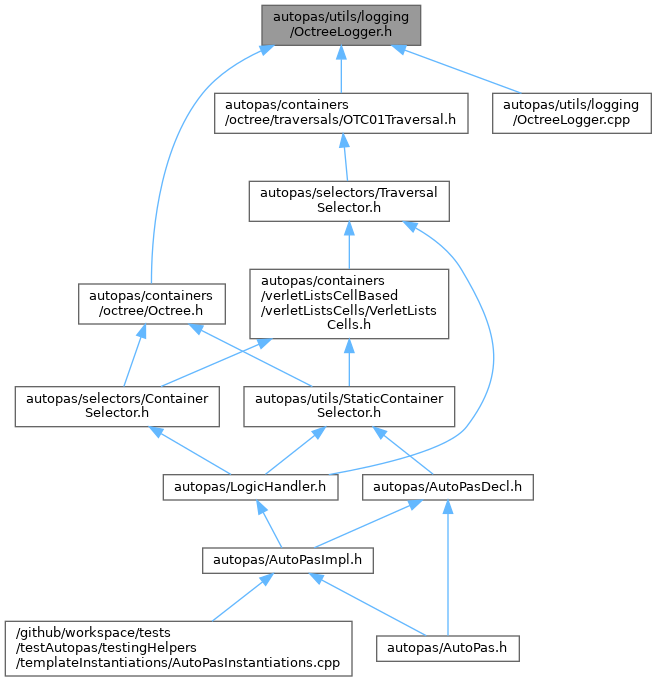 autopas/utils/logging
/OctreeLogger.h
autopas/containers
/octree/traversals/OTC01Traversal.h
autopas/utils/logging
/OctreeLogger.cpp
autopas/selectors/Traversal
Selector.h
autopas/containers
/octree/Octree.h
autopas/containers
/verletListsCellBased
/verletListsCells/VerletLists
Cells.h
autopas/selectors/Container
Selector.h
autopas/utils/StaticContainer
Selector.h
autopas/LogicHandler.h
autopas/AutoPasDecl.h
autopas/AutoPasImpl.h
/github/workspace/tests
/testAutopas/testingHelpers
/templateInstantiations/AutoPasInstantiations.cpp
autopas/AutoPas.h